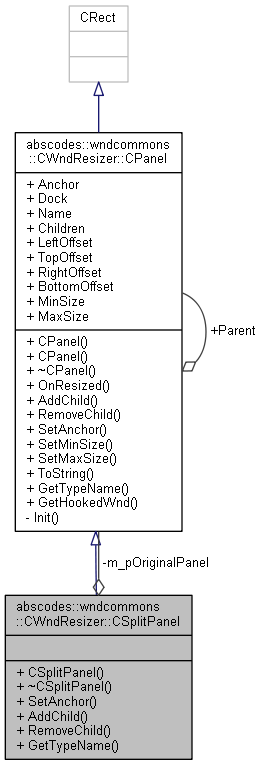 CRect
abscodes::wndcommons
::CWndResizer::CPanel
+ Anchor
+ Dock
+ Name
+ Children
+ LeftOffset
+ TopOffset
+ RightOffset
+ BottomOffset
+ MinSize
+ MaxSize
+ CPanel()
+ CPanel()
+ ~CPanel()
+ OnResized()
+ AddChild()
+ RemoveChild()
+ SetAnchor()
+ SetMinSize()
+ SetMaxSize()
+ ToString()
+ GetTypeName()
+ GetHookedWnd()
- Init()
+Parent
-m_pOriginalPanel
abscodes::wndcommons
::CWndResizer::CSplitPanel
+ CSplitPanel()
+ ~CSplitPanel()
+ SetAnchor()
+ AddChild()
+ RemoveChild()
+ GetTypeName()